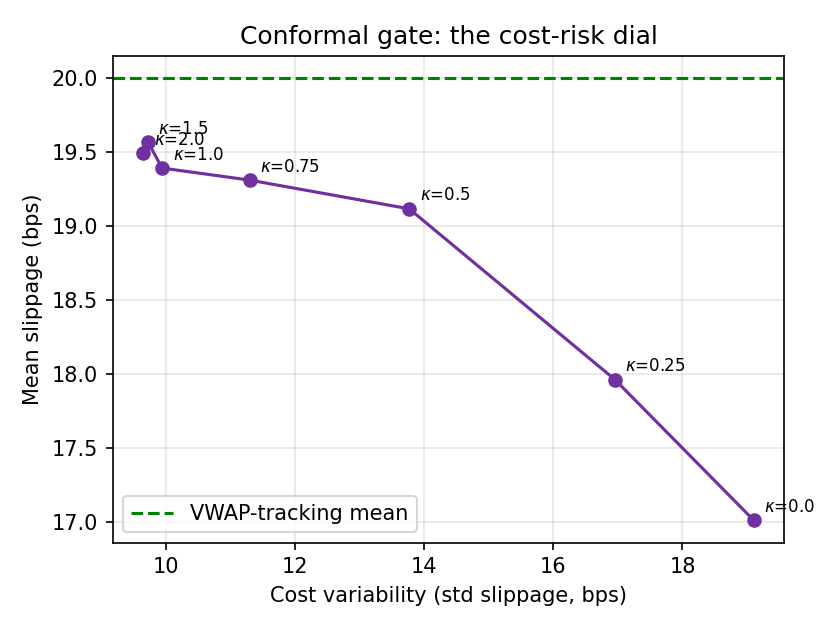 Conformal gate: the cost-risk dial
20.0
19.5
19.0
18.5
18.0
17.5
17.0
Mean slippage (bps)
κ=1.5
κ=2.0
κ=1.0
κ=0.75
κ=0.5
κ=0.25
κ=0.0
VWAP-tracking mean
10 12 14 16 18
Cost variability (std slippage, bps)